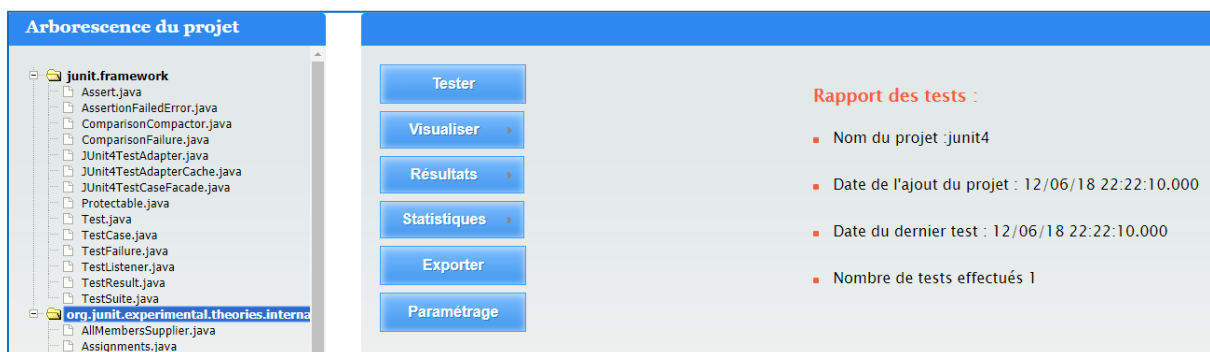 Arborescence du projet
junit.framework
Assert.java
AssertionFailedError.java
ComparisonCompactor.java
ComparisonFailure.java
JUnit4TestAdapter.java
JUnit4TestAdapterCache.java
JUnit4TestCaseFacade.java
Protectable.java
Test.java
TestCase.java
TestFailure.java
TestListener.java
TestResult.java
TestSuite.java
org.junit.experimental.theories.interna
AllMembersSupplier.java
Assignments.java
Tester
Visualiser
Résultats
Statistiques
Exporter
Paramétrage
Rapport des tests :
Nom du projet :junit4
Date de l'ajout du projet : 12/06/18 22:22:10.000
Date du dernier test : 12/06/18 22:22:10.000
Nombre de tests effectués 1